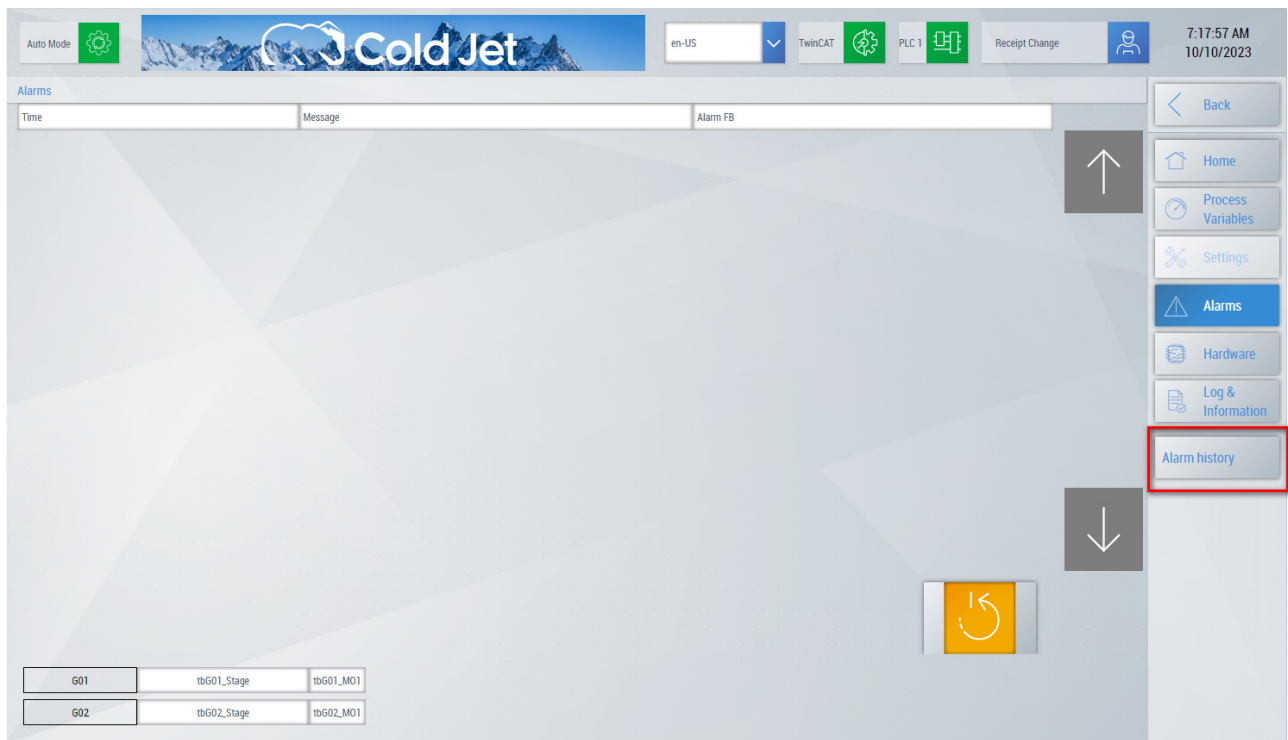 Auto Mode
Cold Jet®
en-US
TwinCAT
PLC 1
Receipt Change
7:17:57 AM
10/10/2023
Alarms
Time
Message
Alarm FB
Back
Home
Process
Variables
Settings
Alarms
Hardware
Log &
Information
Alarm history
G01
tbG01_Stage
tbG01_MO1
G02
tbG02_Stage
tbG02_MO1